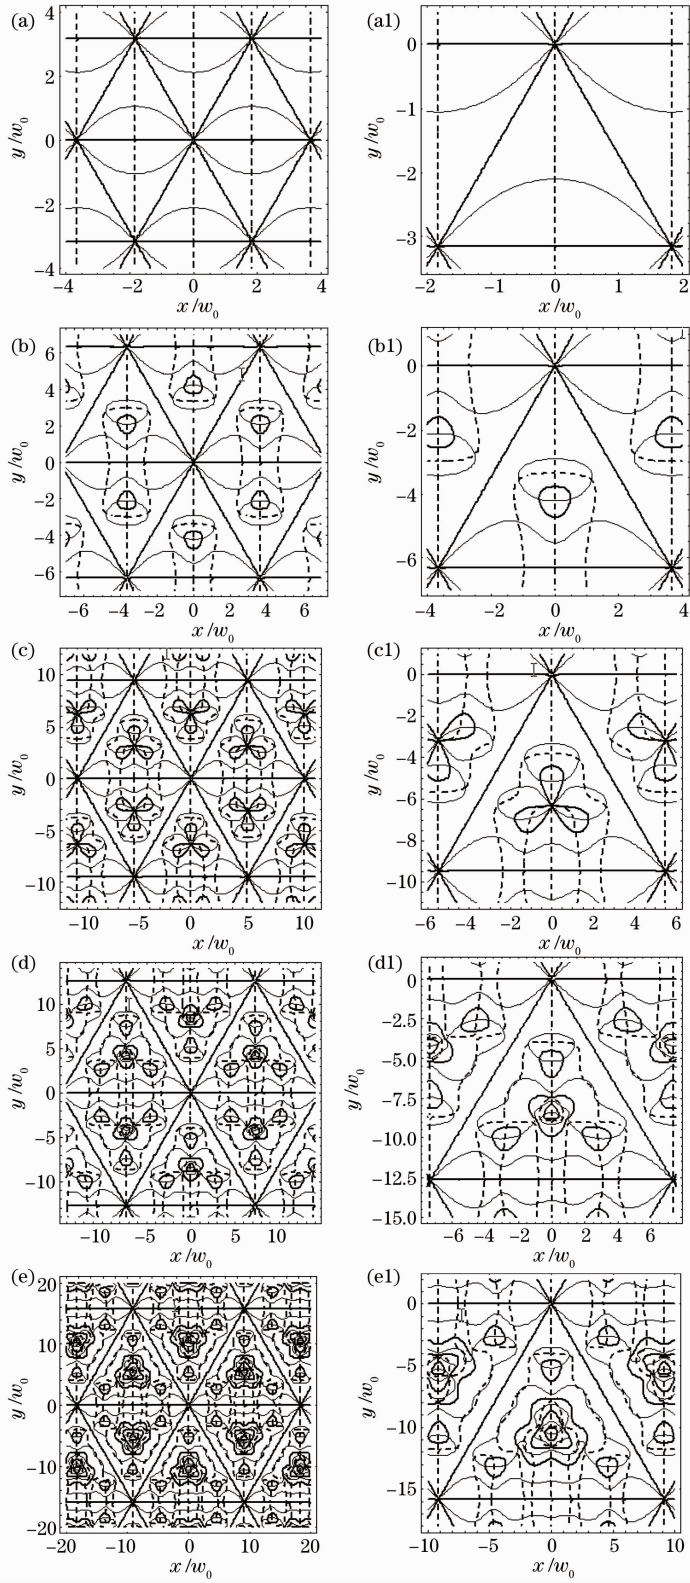 (a)
4
2
0
−2
−4
y/w₀
−4 −2 0 2 4
x/w₀
(a1)
0
−1
−2
−3
y/w₀
−2 −1 0 1 2
x/w₀
(b)
6
4
2
0
−2
−4
−6
y/w₀
−6 −4 −2 0 2 4 6
x/w₀
(b1)
0
−2
−4
−6
y/w₀
−4 −2 0 2 4
x/w₀
(c)
10
5
0
−5
−10
y/w₀
−10 −5 0 5 10
x/w₀
(c1)
0
−2
−4
−6
−8
−10
y/w₀
−6 −4 −2 0 2 4 6
x/w₀
(d)
10
5
0
−5
−10
y/w₀
−10 −5 0 5 10
x/w₀
(d1)
0
−2.5
−5.0
−7.5
−10.0
−12.5
−15.0
y/w₀
−6 −4 −2 0 2 4 6
x/w₀
(e)
20
10
0
−10
−20
y/w₀
−20 −10 0 10 20
x/w₀
(e1)
0
−5
−10
−15
y/w₀
−10 −5 0 5 10
x/w₀